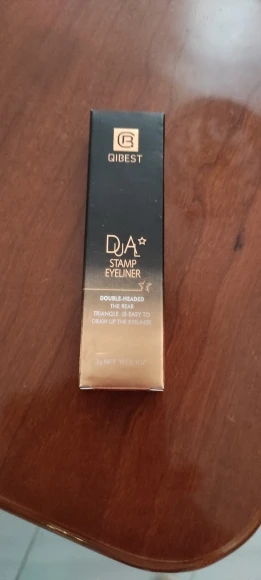 QIBEST
DUAL
STAMP
EYELINER
DOUBLE-HEADED
THE REAR
TRIANGLE IS EASY TO
DRAW UP THE EYELINER